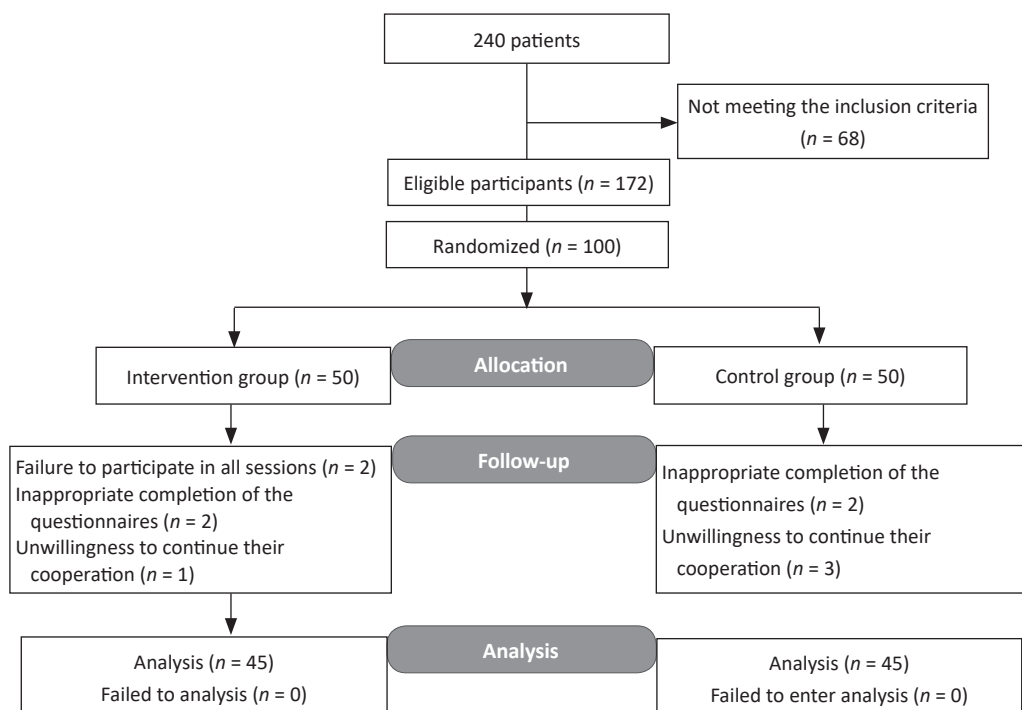 240 patients
Not meeting the inclusion criteria
(n = 68)
Eligible participants (n = 172)
Randomized (n = 100)
Intervention group (n = 50)
Allocation
Control group (n = 50)
Failure to participate in all sessions (n = 2)
Inappropriate completion of the
questionnaires (n = 2)
Unwillingness to continue their
cooperation (n = 1)
Follow-up
Inappropriate completion of the
questionnaires (n = 2)
Unwillingness to continue their
cooperation (n = 3)
Analysis (n = 45)
Failed to analysis (n = 0)
Analysis
Analysis (n = 45)
Failed to enter analysis (n = 0)